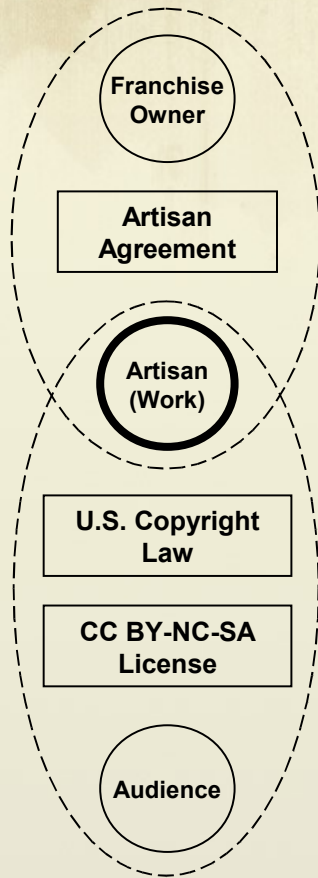 Franchise
Owner
Artisan
Agreement
Artisan
(Work)
U.S. Copyright
Law
CC BY-NC-SA
License
Audience